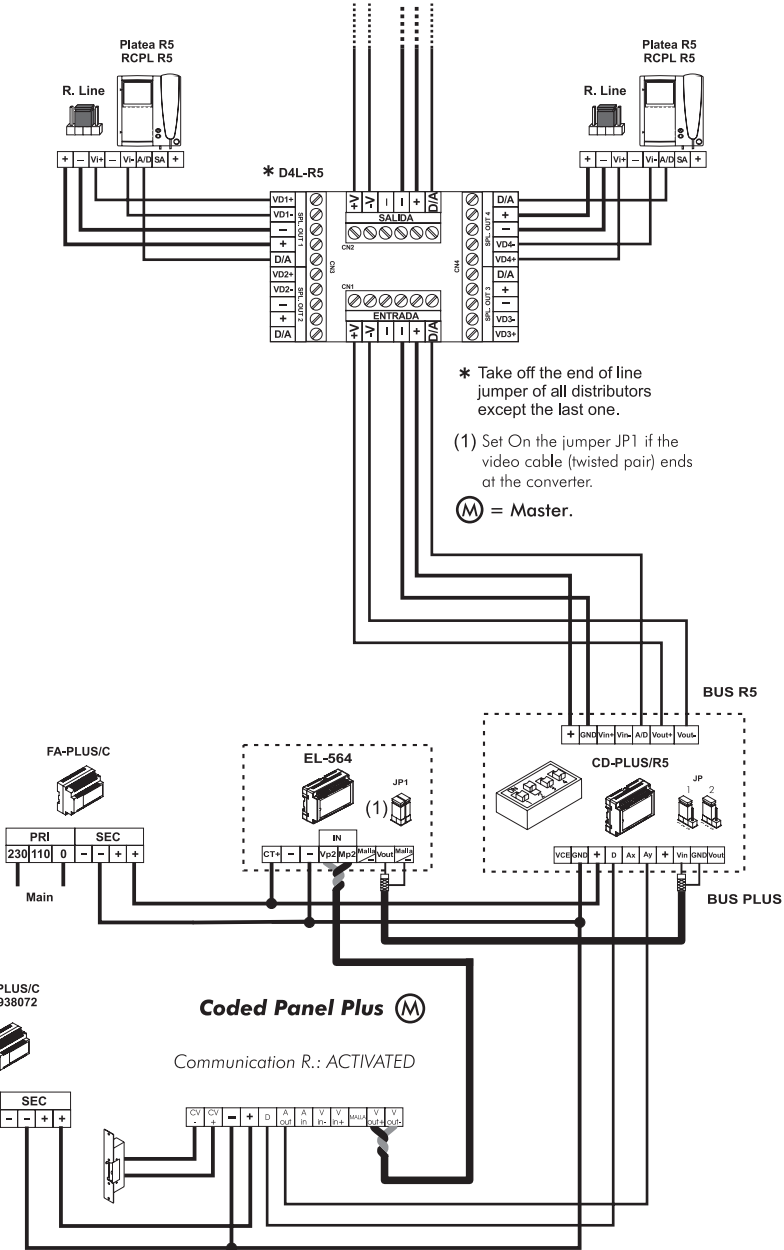 Platea R5
RCPL R5
R. Line
+ – Vi+ – Vi- A/D SA +
Platea R5
RCPL R5
R. Line
+ – Vi+ – Vi- A/D SA +
* D4L-R5
VD1+
VD1-
–
+
D/A
VD2+
VD2-
–
+
D/A
SPL. OUT 1
SPL. OUT 2
CN3
+V -V – – + D/A
SALIDA
CN2
CN1
ENTRADA
+V -V – – + D/A
CN4
SPL. OUT 4
SPL. OUT 3
D/A
+
–
VD4-
VD4+
D/A
+
–
VD3-
VD3+
* Take off the end of line
jumper of all distributors
except the last one.
(1) Set On the jumper JP1 if the
video cable (twisted pair) ends
at the converter.
M = Master.
BUS R5
+ GND Vin+ Vin- A/D Vout+ Vout-
CD-PLUS/R5
JP
1 2
VCE GND + D Ax Ay + Vin GND Vout
BUS PLUS
FA-PLUS/C
PRI SEC
230 110 0 – – + +
Main
EL-564
JP1
(1)
IN
CT+ – – Vp2 Mp2 Malla Vout Malla
PLUS/C
938072
SEC
– – + +
Coded Panel Plus M
Communication R.: ACTIVATED
CV - CV + – + D A out A in V in- V in+ MALLA V out+ V out-